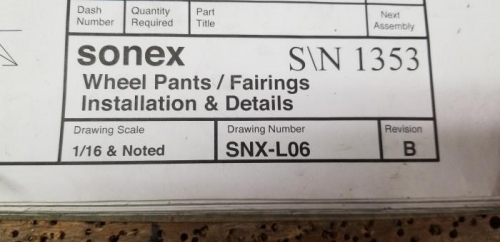 Dash Number
Quantity Required
Part Title
Next Assembly
sonex S\N 1353
Wheel Pants / Fairings
Installation & Details
Drawing Scale
Drawing Number
Revision
1/16 & Noted
SNX-L06
B